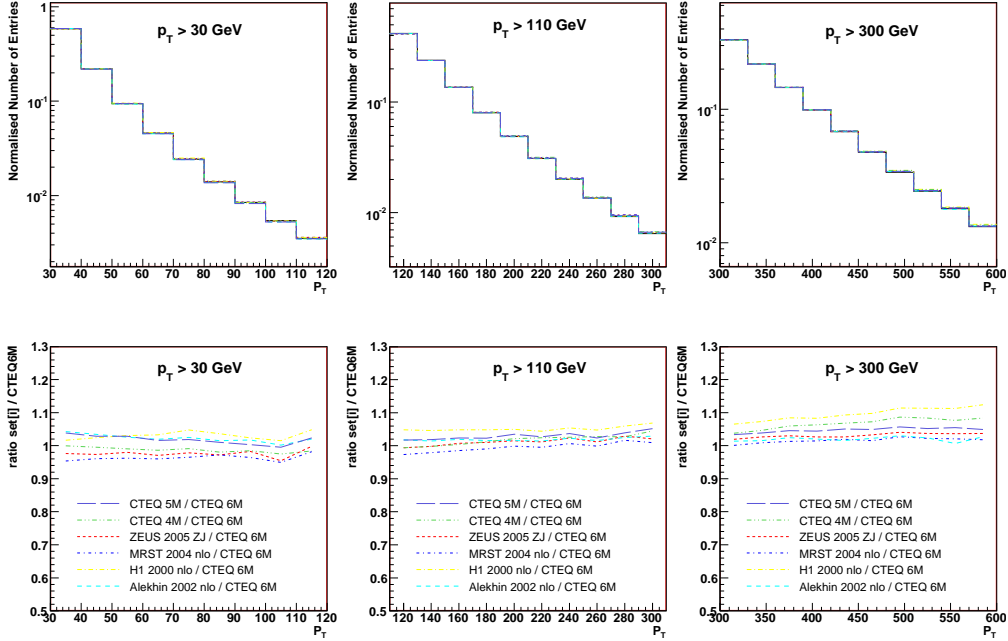 Normalised Number of Entries
p_T > 30 GeV
1
10^-1
10^-2
30 40 50 60 70 80 90 100 110 120
P_T
Normalised Number of Entries
p_T > 110 GeV
10^-1
10^-2
120 140 160 180 200 220 240 260 280 300
P_T
Normalised Number of Entries
p_T > 300 GeV
10^-1
10^-2
300 350 400 450 500 550 600
P_T
ratio set[i] / CTEQ6M
p_T > 30 GeV
1.3
1.2
1.1
1
0.9
0.8
0.7
0.6
0.5
CTEQ 5M / CTEQ 6M
CTEQ 4M / CTEQ 6M
ZEUS 2005 ZJ / CTEQ 6M
MRST 2004 nlo / CTEQ 6M
H1 2000 nlo / CTEQ 6M
Alekhin 2002 nlo / CTEQ 6M
30 40 50 60 70 80 90 100 110 120
P_T
ratio set[i] / CTEQ6M
p_T > 110 GeV
1.3
1.2
1.1
1
0.9
0.8
0.7
0.6
0.5
CTEQ 5M / CTEQ 6M
CTEQ 4M / CTEQ 6M
ZEUS 2005 ZJ / CTEQ 6M
MRST 2004 nlo / CTEQ 6M
H1 2000 nlo / CTEQ 6M
Alekhin 2002 nlo / CTEQ 6M
120 140 160 180 200 220 240 260 280 300
P_T
ratio set[i] / CTEQ6M
p_T > 300 GeV
1.3
1.2
1.1
1
0.9
0.8
0.7
0.6
0.5
CTEQ 5M / CTEQ 6M
CTEQ 4M / CTEQ 6M
ZEUS 2005 ZJ / CTEQ 6M
MRST 2004 nlo / CTEQ 6M
H1 2000 nlo / CTEQ 6M
Alekhin 2002 nlo / CTEQ 6M
300 350 400 450 500 550 600
P_T